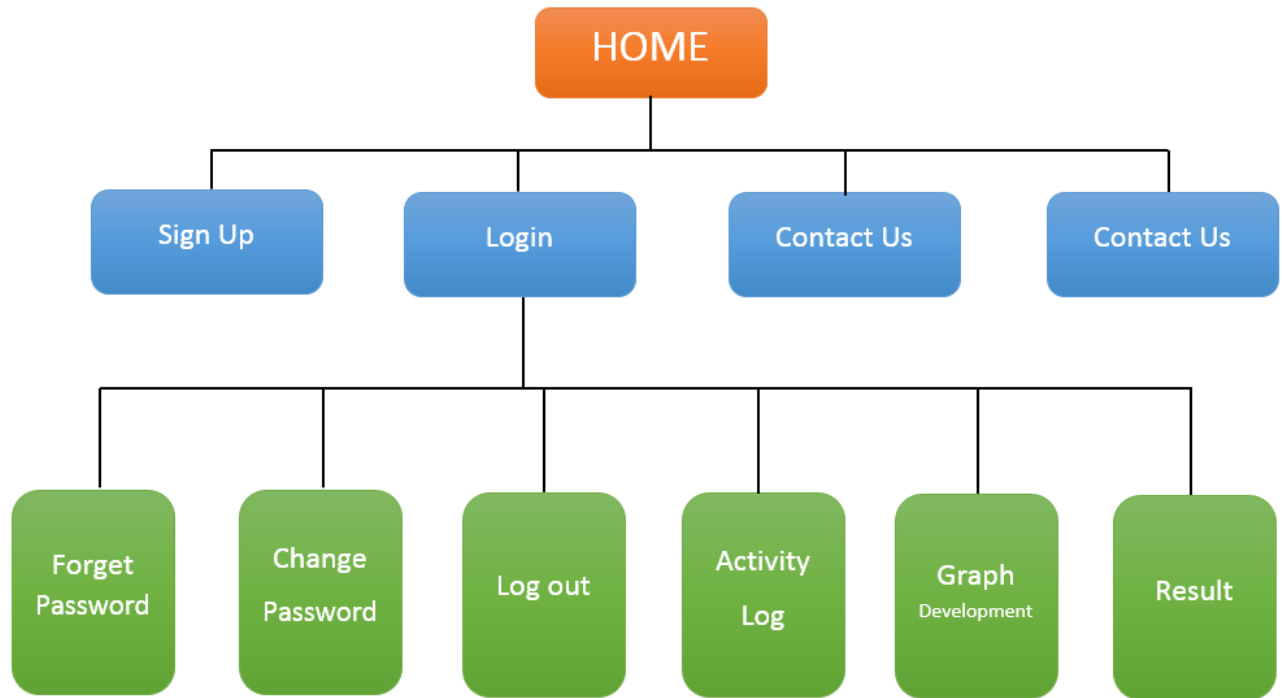 HOME
Sign Up
Login
Contact Us
Contact Us
Forget
Password
Change
Password
Log out
Activity
Log
Graph
Development
Result